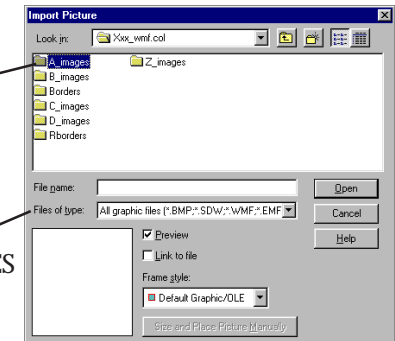 Import Picture
Look in: Xxx_wmf.col
A_images Z_images
B_images
Borders
C_images
D_images
Rborders
File name: Open
Files of type: All graphic files (*.BMP;*.SDW;*.WMF;*.EMF Cancel
Preview Help
ES
Link to file
Frame style:
Default Graphic/OLE
Size and Place Picture Manually